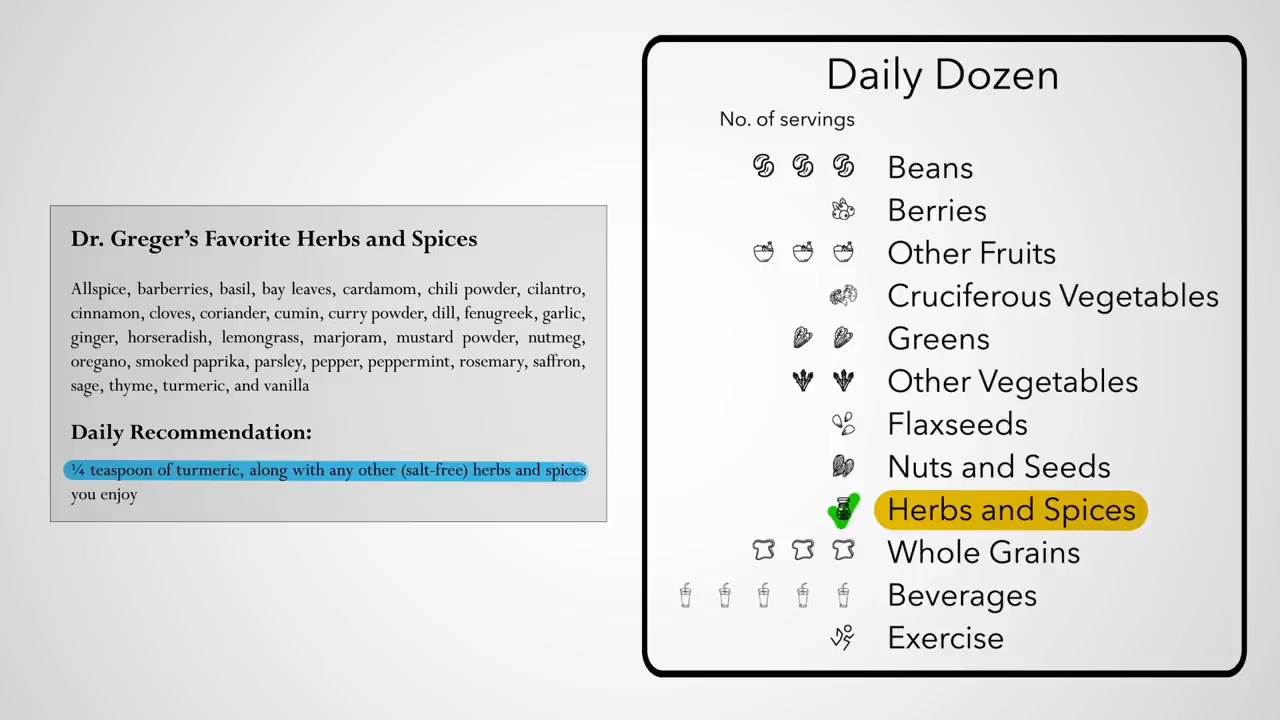 Dr. Greger’s Favorite Herbs and Spices
Allspice, barberries, basil, bay leaves, cardamom, chili powder, cilantro,
cinnamon, cloves, coriander, cumin, curry powder, dill, fenugreek, garlic,
ginger, horseradish, lemongrass, marjoram, mustard powder, nutmeg,
oregano, smoked paprika, parsley, pepper, peppermint, rosemary, saffron,
sage, thyme, turmeric, and vanilla
Daily Recommendation:
¼ teaspoon of turmeric, along with any other (salt-free) herbs and spices
you enjoy
Daily Dozen
No. of servings
Beans
Berries
Other Fruits
Cruciferous Vegetables
Greens
Other Vegetables
Flaxseeds
Nuts and Seeds
Herbs and Spices
Whole Grains
Beverages
Exercise